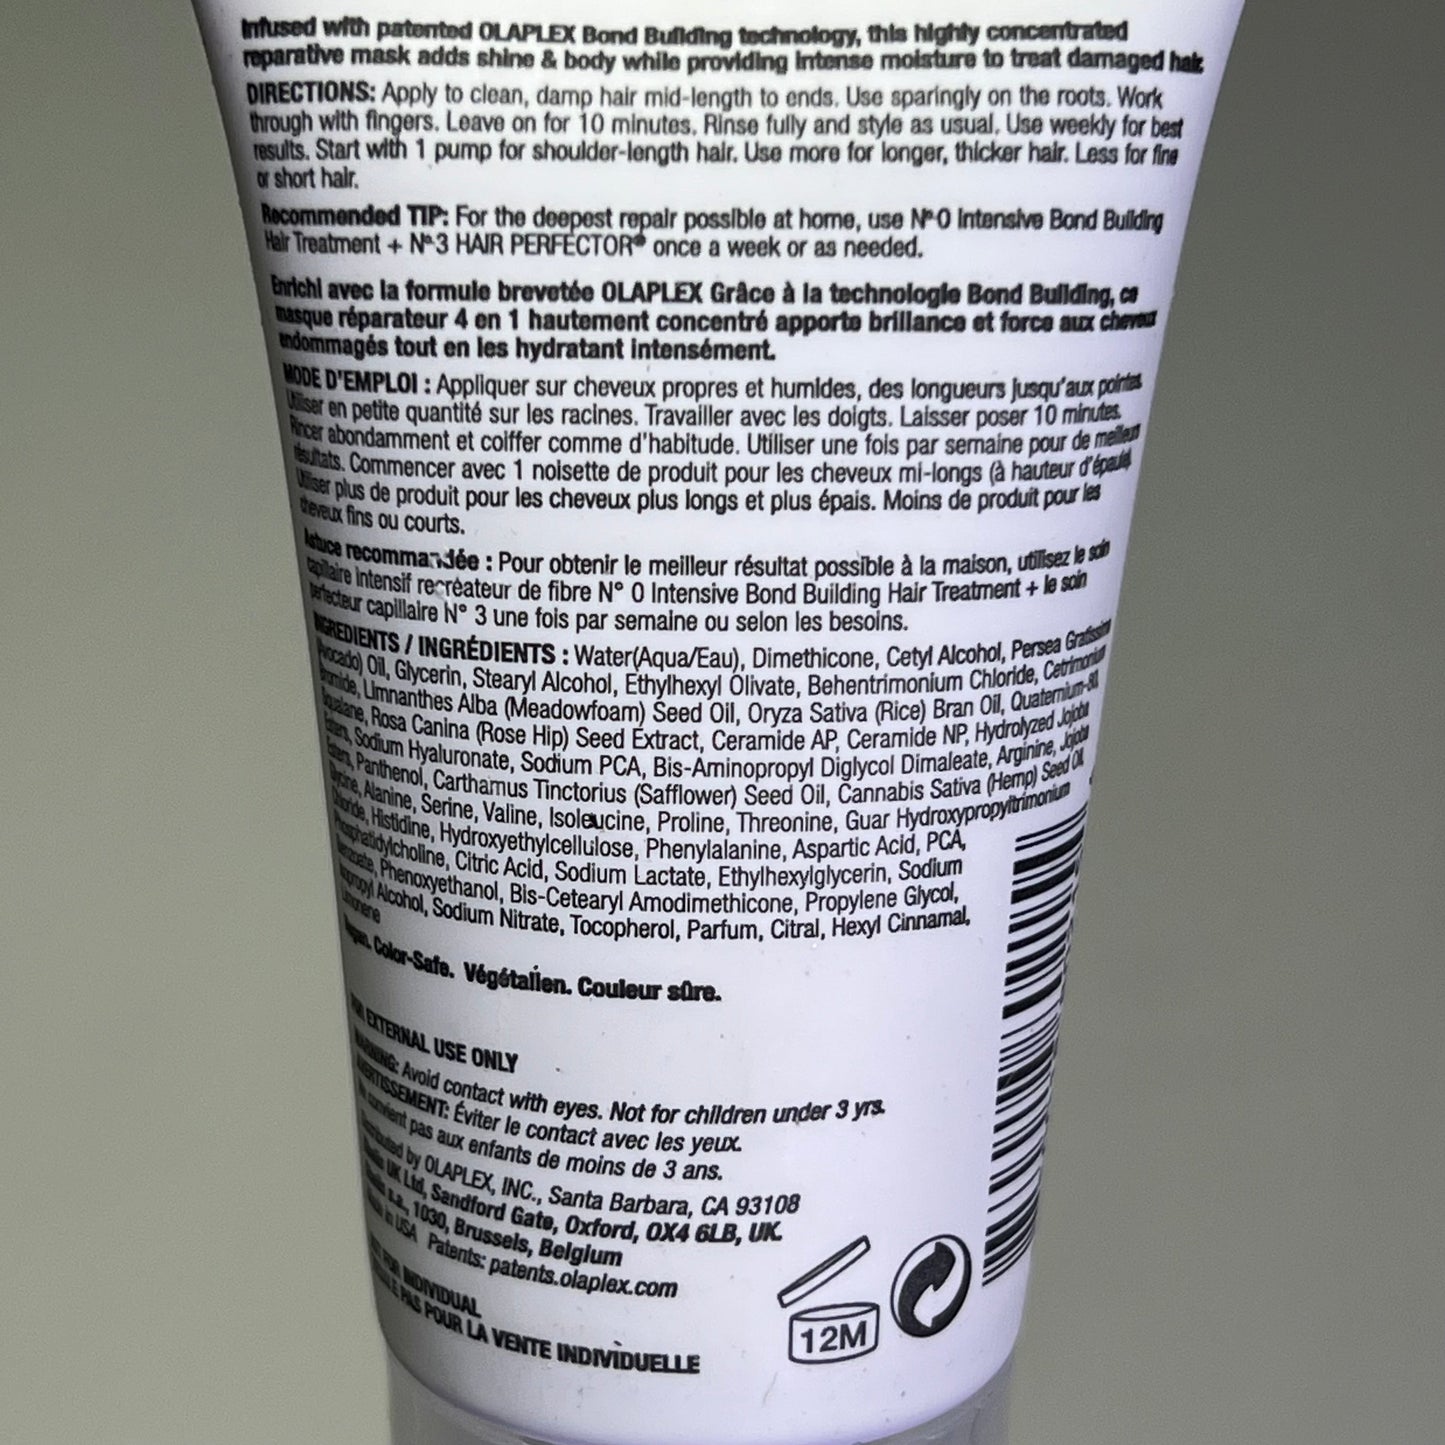 Infused with patented OLAPLEX Bond Building technology, this highly concentrated
reparative mask adds shine & body while providing intense moisture to treat damaged hair.
DIRECTIONS: Apply to clean, damp hair mid-length to ends. Use sparingly on the roots. Work
through with fingers. Leave on for 10 minutes. Rinse fully and style as usual. Use weekly for best
results. Start with 1 pump for shoulder-length hair. Use more for longer, thicker hair. Less for fine
or short hair.
Recommended TIP: For the deepest repair possible at home, use Nº0 Intensive Bond Building
Hair Treatment + Nº3 HAIR PERFECTOR® once a week or as needed.
Enrichi avec la formule brevetée OLAPLEX Grâce à la technologie Bond Building, ce
masque réparateur 4 en 1 hautement concentré apporte brillance et force aux cheveux
endommagés tout en les hydratant intensément.
MODE D'EMPLOI : Appliquer sur cheveux propres et humides, des longueurs jusqu'aux pointes.
Utiliser en petite quantité sur les racines. Travailler avec les doigts. Laisser poser 10 minutes.
Rincer abondamment et coiffer comme d'habitude. Utiliser une fois par semaine pour de meilleurs
résultats. Commencer avec 1 noisette de produit pour les cheveux mi-longs (à hauteur d'épaule).
Utiliser plus de produit pour les cheveux plus longs et plus épais. Moins de produit pour les
cheveux fins ou courts.
Astuce recommandée : Pour obtenir le meilleur résultat possible à la maison, utilisez le soin
capillaire intensif recréateur de fibre N° 0 Intensive Bond Building Hair Treatment + le soin
perfecteur capillaire N° 3 une fois par semaine ou selon les besoins.
INGREDIENTS / INGRÉDIENTS : Water(Aqua/Eau), Dimethicone, Cetyl Alcohol, Persea Gratissima
(Avocado) Oil, Glycerin, Stearyl Alcohol, Ethylhexyl Olivate, Behentrimonium Chloride, Cetrimonium
Bromide, Limnanthes Alba (Meadowfoam) Seed Oil, Oryza Sativa (Rice) Bran Oil, Quaternium-80,
Squalane, Rosa Canina (Rose Hip) Seed Extract, Ceramide AP, Ceramide NP, Hydrolyzed Jojoba
Esters, Sodium Hyaluronate, Sodium PCA, Bis-Aminopropyl Diglycol Dimaleate, Arginine, Jojoba
Esters, Panthenol, Carthamus Tinctorius (Safflower) Seed Oil, Cannabis Sativa (Hemp) Seed Oil,
Glycine, Alanine, Serine, Valine, Isoleucine, Proline, Threonine, Guar Hydroxypropyltrimonium
Chloride, Histidine, Hydroxyethylcellulose, Phenylalanine, Aspartic Acid, PCA,
Phosphatidylcholine, Citric Acid, Sodium Lactate, Ethylhexylglycerin, Sodium
Benzoate, Phenoxyethanol, Bis-Cetearyl Amodimethicone, Propylene Glycol,
Isopropyl Alcohol, Sodium Nitrate, Tocopherol, Parfum, Citral, Hexyl Cinnamal,
Limonene
Vegan. Color-Safe. Végétalien. Couleur sûre.
FOR EXTERNAL USE ONLY
WARNING: Avoid contact with eyes. Not for children under 3 yrs.
AVERTISSEMENT: Éviter le contact avec les yeux.
Ne convient pas aux enfants de moins de 3 ans.
Distributed by OLAPLEX, INC., Santa Barbara, CA 93108
UK Ltd, Sandford Gate, Oxford, OX4 6LB, UK.
s.a., 1030, Brussels, Belgium
Made in USA Patents: patents.olaplex.com
NOT FOR INDIVIDUAL
PAS POUR LA VENTE INDIVIDUELLE
12M